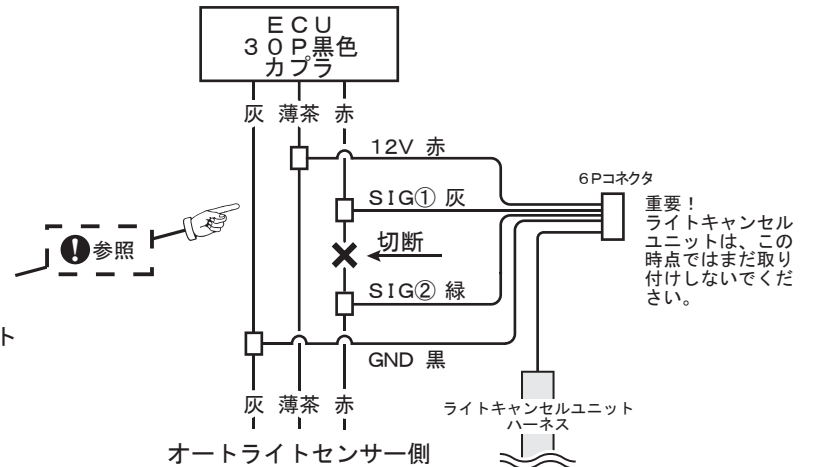 ECU
30P黒色
カプラ
灰 薄茶 赤
12V 赤
6Pコネクタ
SIG① 灰
重要！
ライトキャンセル
ユニットは、この
時点ではまだ取り
付けしないでくだ
さい。
切断
!参照
SIG② 緑
ト
GND 黒
灰 薄茶 赤
ライトキャンセルユニット
ハーネス
オートライトセンサー側